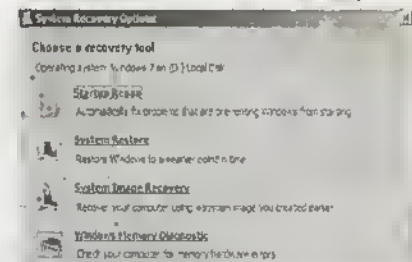 System Recovery Options
Choose a recovery tool
Operating system: Windows 7 on (D:) Local Disk
Startup Repair
Automatically fix problems that are preventing Windows from starting
System Restore
Restore Windows to an earlier point in time
System Image Recovery
Recover your computer using a system image you created earlier
Windows Memory Diagnostic
Check your computer for memory hardware errors